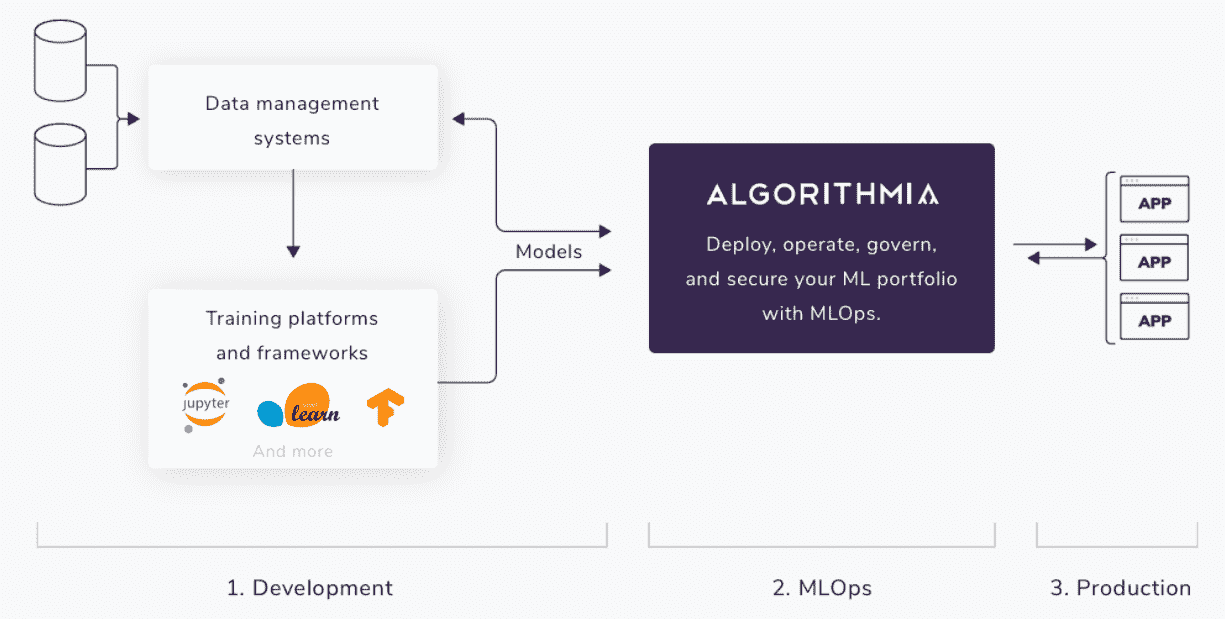 Data management
systems
Models
Training platforms
and frameworks
jupyter
learn
And more
ALGORITHMIA
Deploy, operate, govern,
and secure your ML portfolio
with MLOps.
APP
APP
APP
1. Development
2. MLOps
3. Production